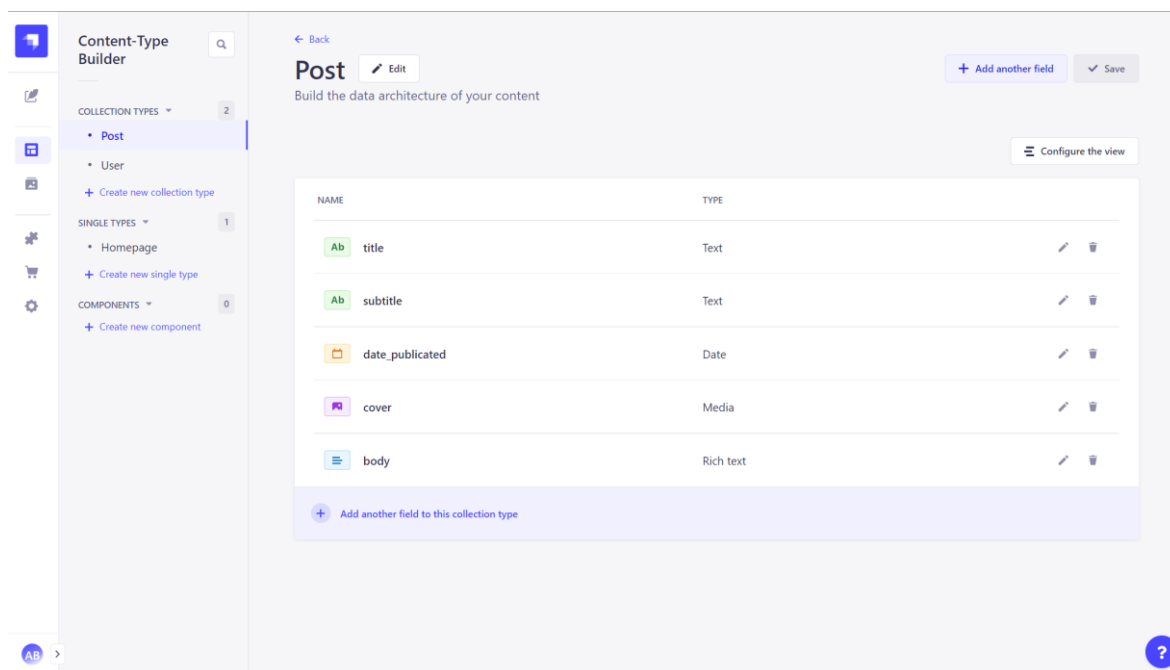 Content-Type
Builder
COLLECTION TYPES
2
Post
User
Create new collection type
SINGLE TYPES
1
Homepage
Create new single type
COMPONENTS
0
Create new component
AB
Back
Post
Edit
Add another field
Save
Build the data architecture of your content
Configure the view
NAME TYPE
Ab title Text
Ab subtitle Text
date_publicated Date
cover Media
body Rich text
Add another field to this collection type
?